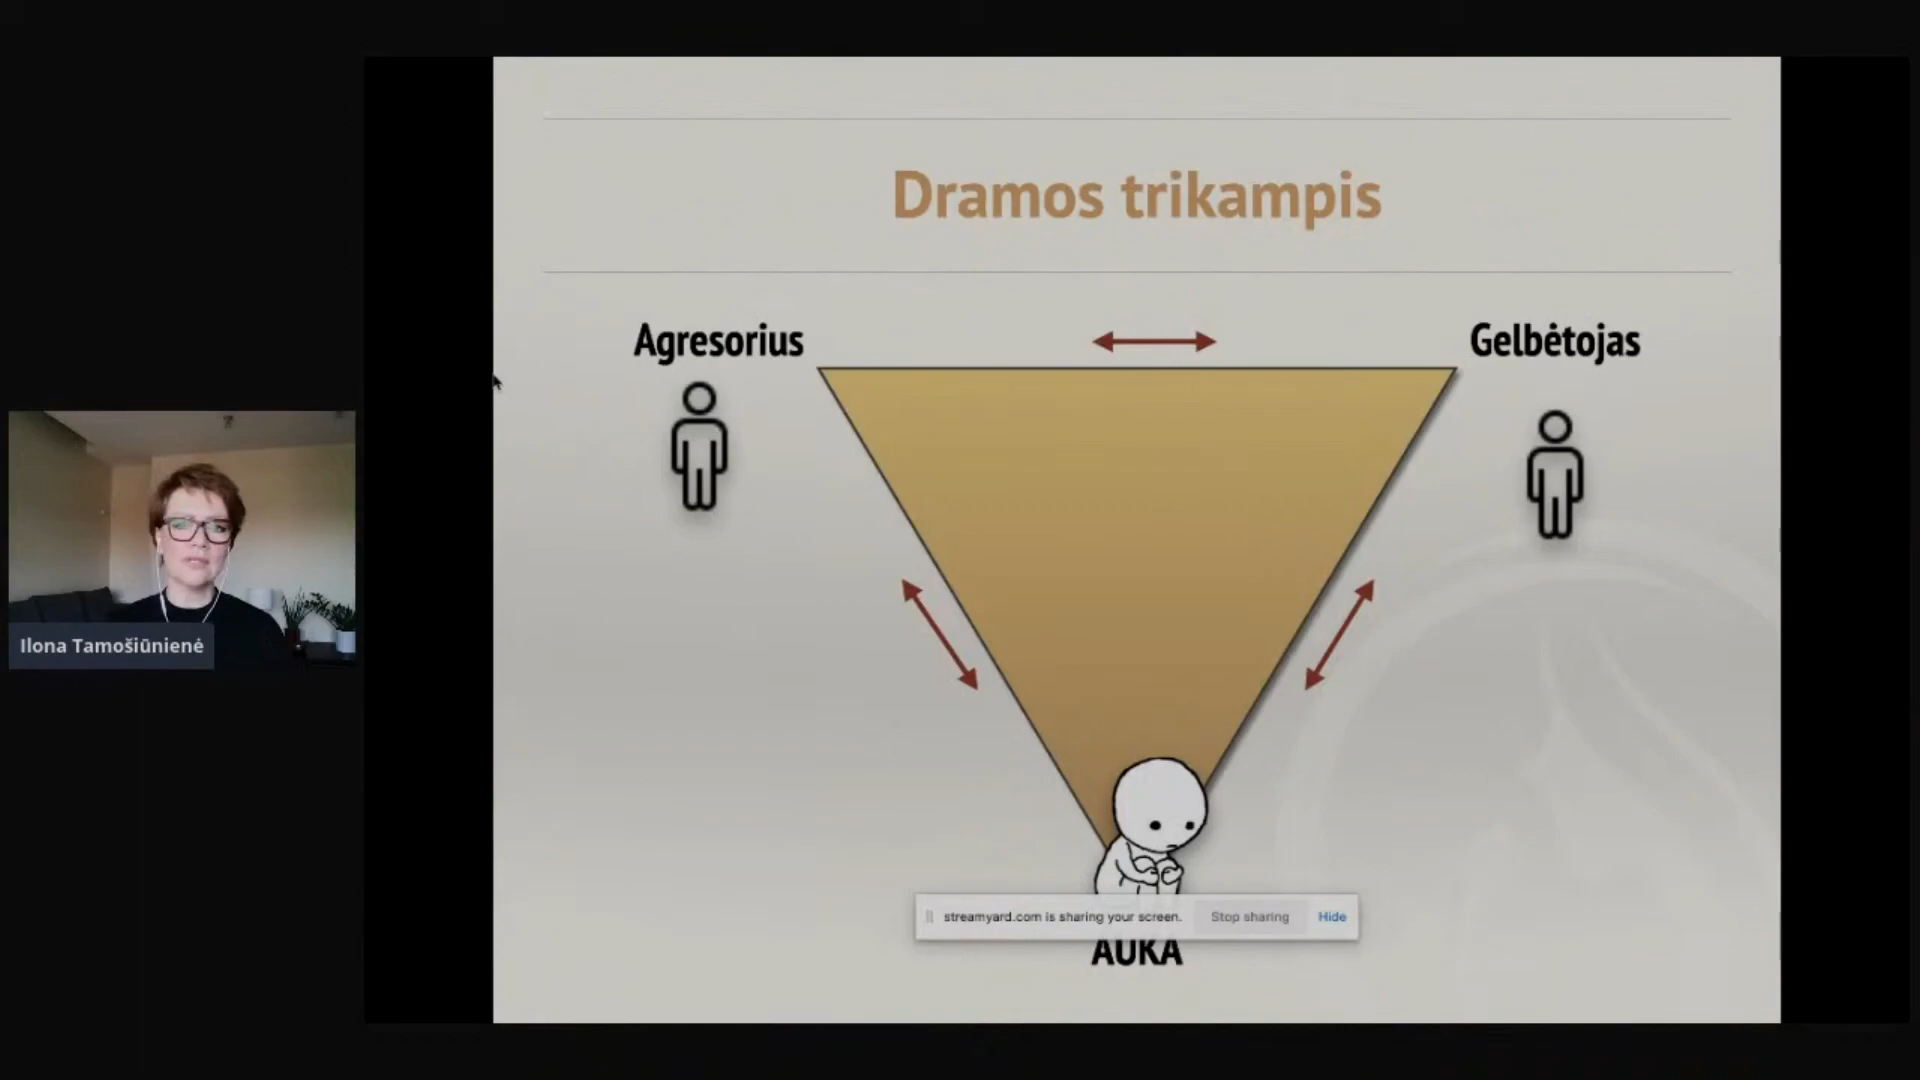 Dramos trikampis
Agresorius
Gelbėtojas
Ilona Tamošiūnienė
streamyard.com is sharing your screen. Stop sharing Hide
AUKA